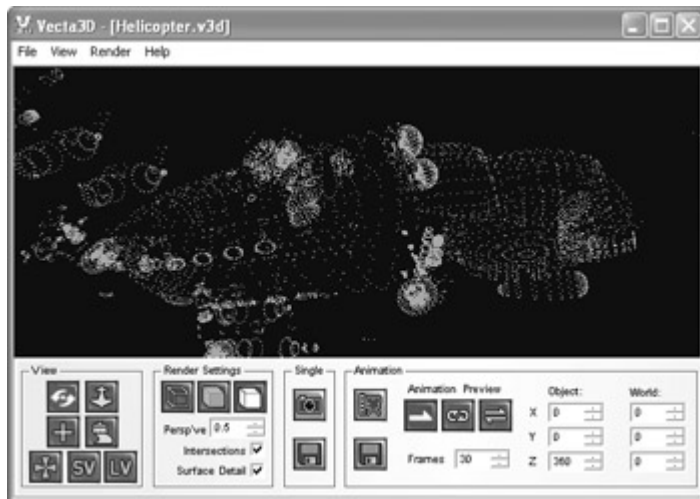 Vecta3D - [Helicopter.v3d]
File View Render Help
View
Render Settings
Single
Animation
Animation Preview
Object:
World:
X 0 0
Persp've 0.5
Y 0 0
SV LV
Intersections
Frames 30
Z 360 0
Surface Detail